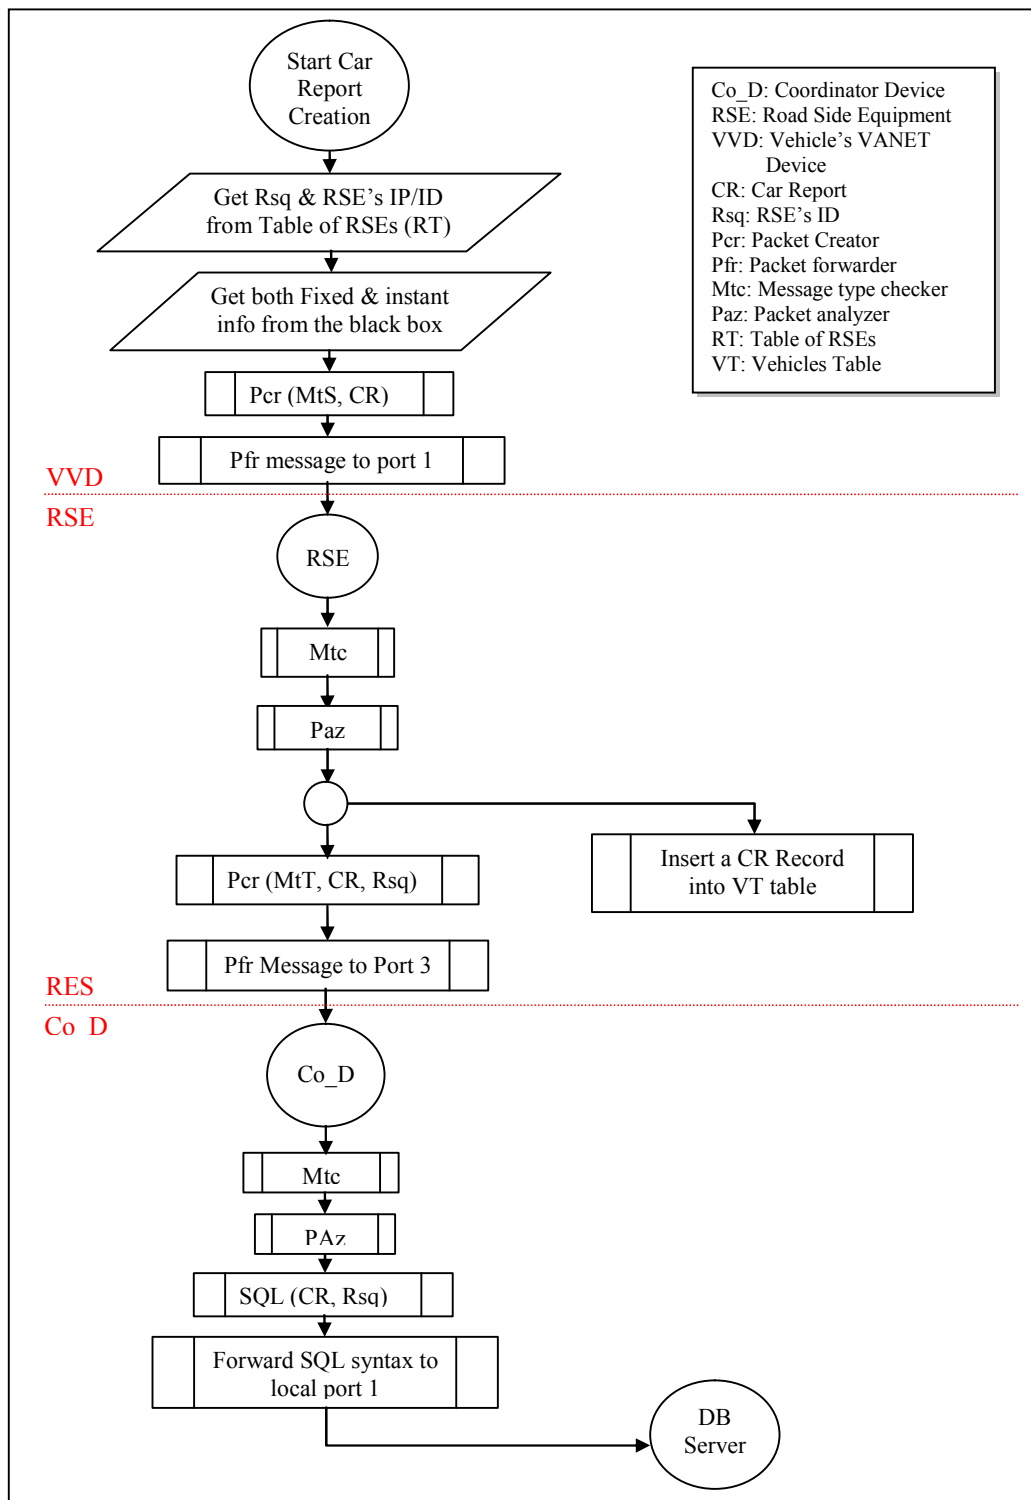 Start Car
Report
Creation
Co_D: Coordinator Device
RSE: Road Side Equipment
VVD: Vehicle's VANET
Device
CR: Car Report
Rsq: RSE's ID
Pcr: Packet Creator
Pfr: Packet forwarder
Mtc: Message type checker
Paz: Packet analyzer
RT: Table of RSEs
VT: Vehicles Table
Get Rsq & RSE's IP/ID
from Table of RSEs (RT)
Get both Fixed & instant
info from the black box
Pcr (MtS, CR)
Pfr message to port 1
VVD
RSE
RSE
Mtc
Paz
Insert a CR Record
into VT table
Pcr (MtT, CR, Rsq)
Pfr Message to Port 3
RES
Co D
Co_D
Mtc
PAz
SQL (CR, Rsq)
Forward SQL syntax to
local port 1
DB
Server